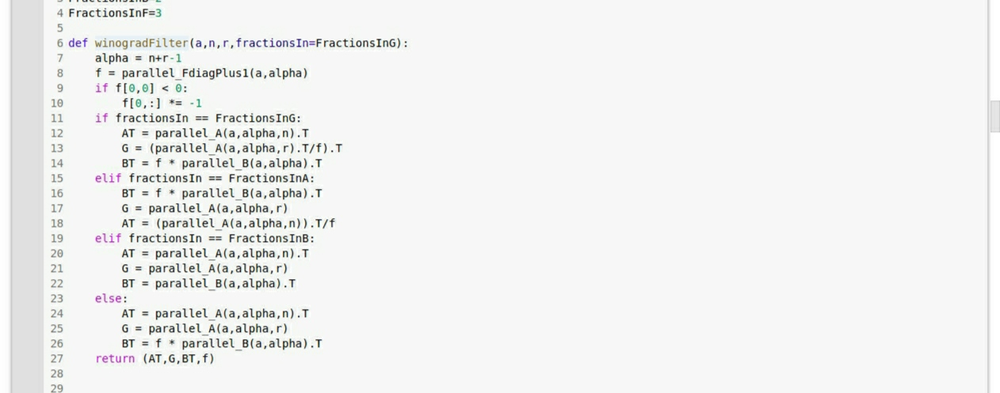 4 FractionsInF=3
5
6 def winogradFilter(a,n,r,fractionsIn=FractionsInG):
7     alpha = n+r-1
8     f = parallel_FdiagPlus1(a,alpha)
9     if f[0,0] < 0:
10         f[0,:] *= -1
11     if fractionsIn == FractionsInG:
12         AT = parallel_A(a,alpha,n).T
13         G = (parallel_A(a,alpha,r).T/f).T
14         BT = f * parallel_B(a,alpha).T
15     elif fractionsIn == FractionsInA:
16         BT = f * parallel_B(a,alpha).T
17         G = parallel_A(a,alpha,r)
18         AT = (parallel_A(a,alpha,n)).T/f
19     elif fractionsIn == FractionsInB:
20         AT = parallel_A(a,alpha,n).T
21         G = parallel_A(a,alpha,r)
22         BT = parallel_B(a,alpha).T
23     else:
24         AT = parallel_A(a,alpha,n).T
25         G = parallel_A(a,alpha,r)
26         BT = f * parallel_B(a,alpha).T
27     return (AT,G,BT,f)
28
29